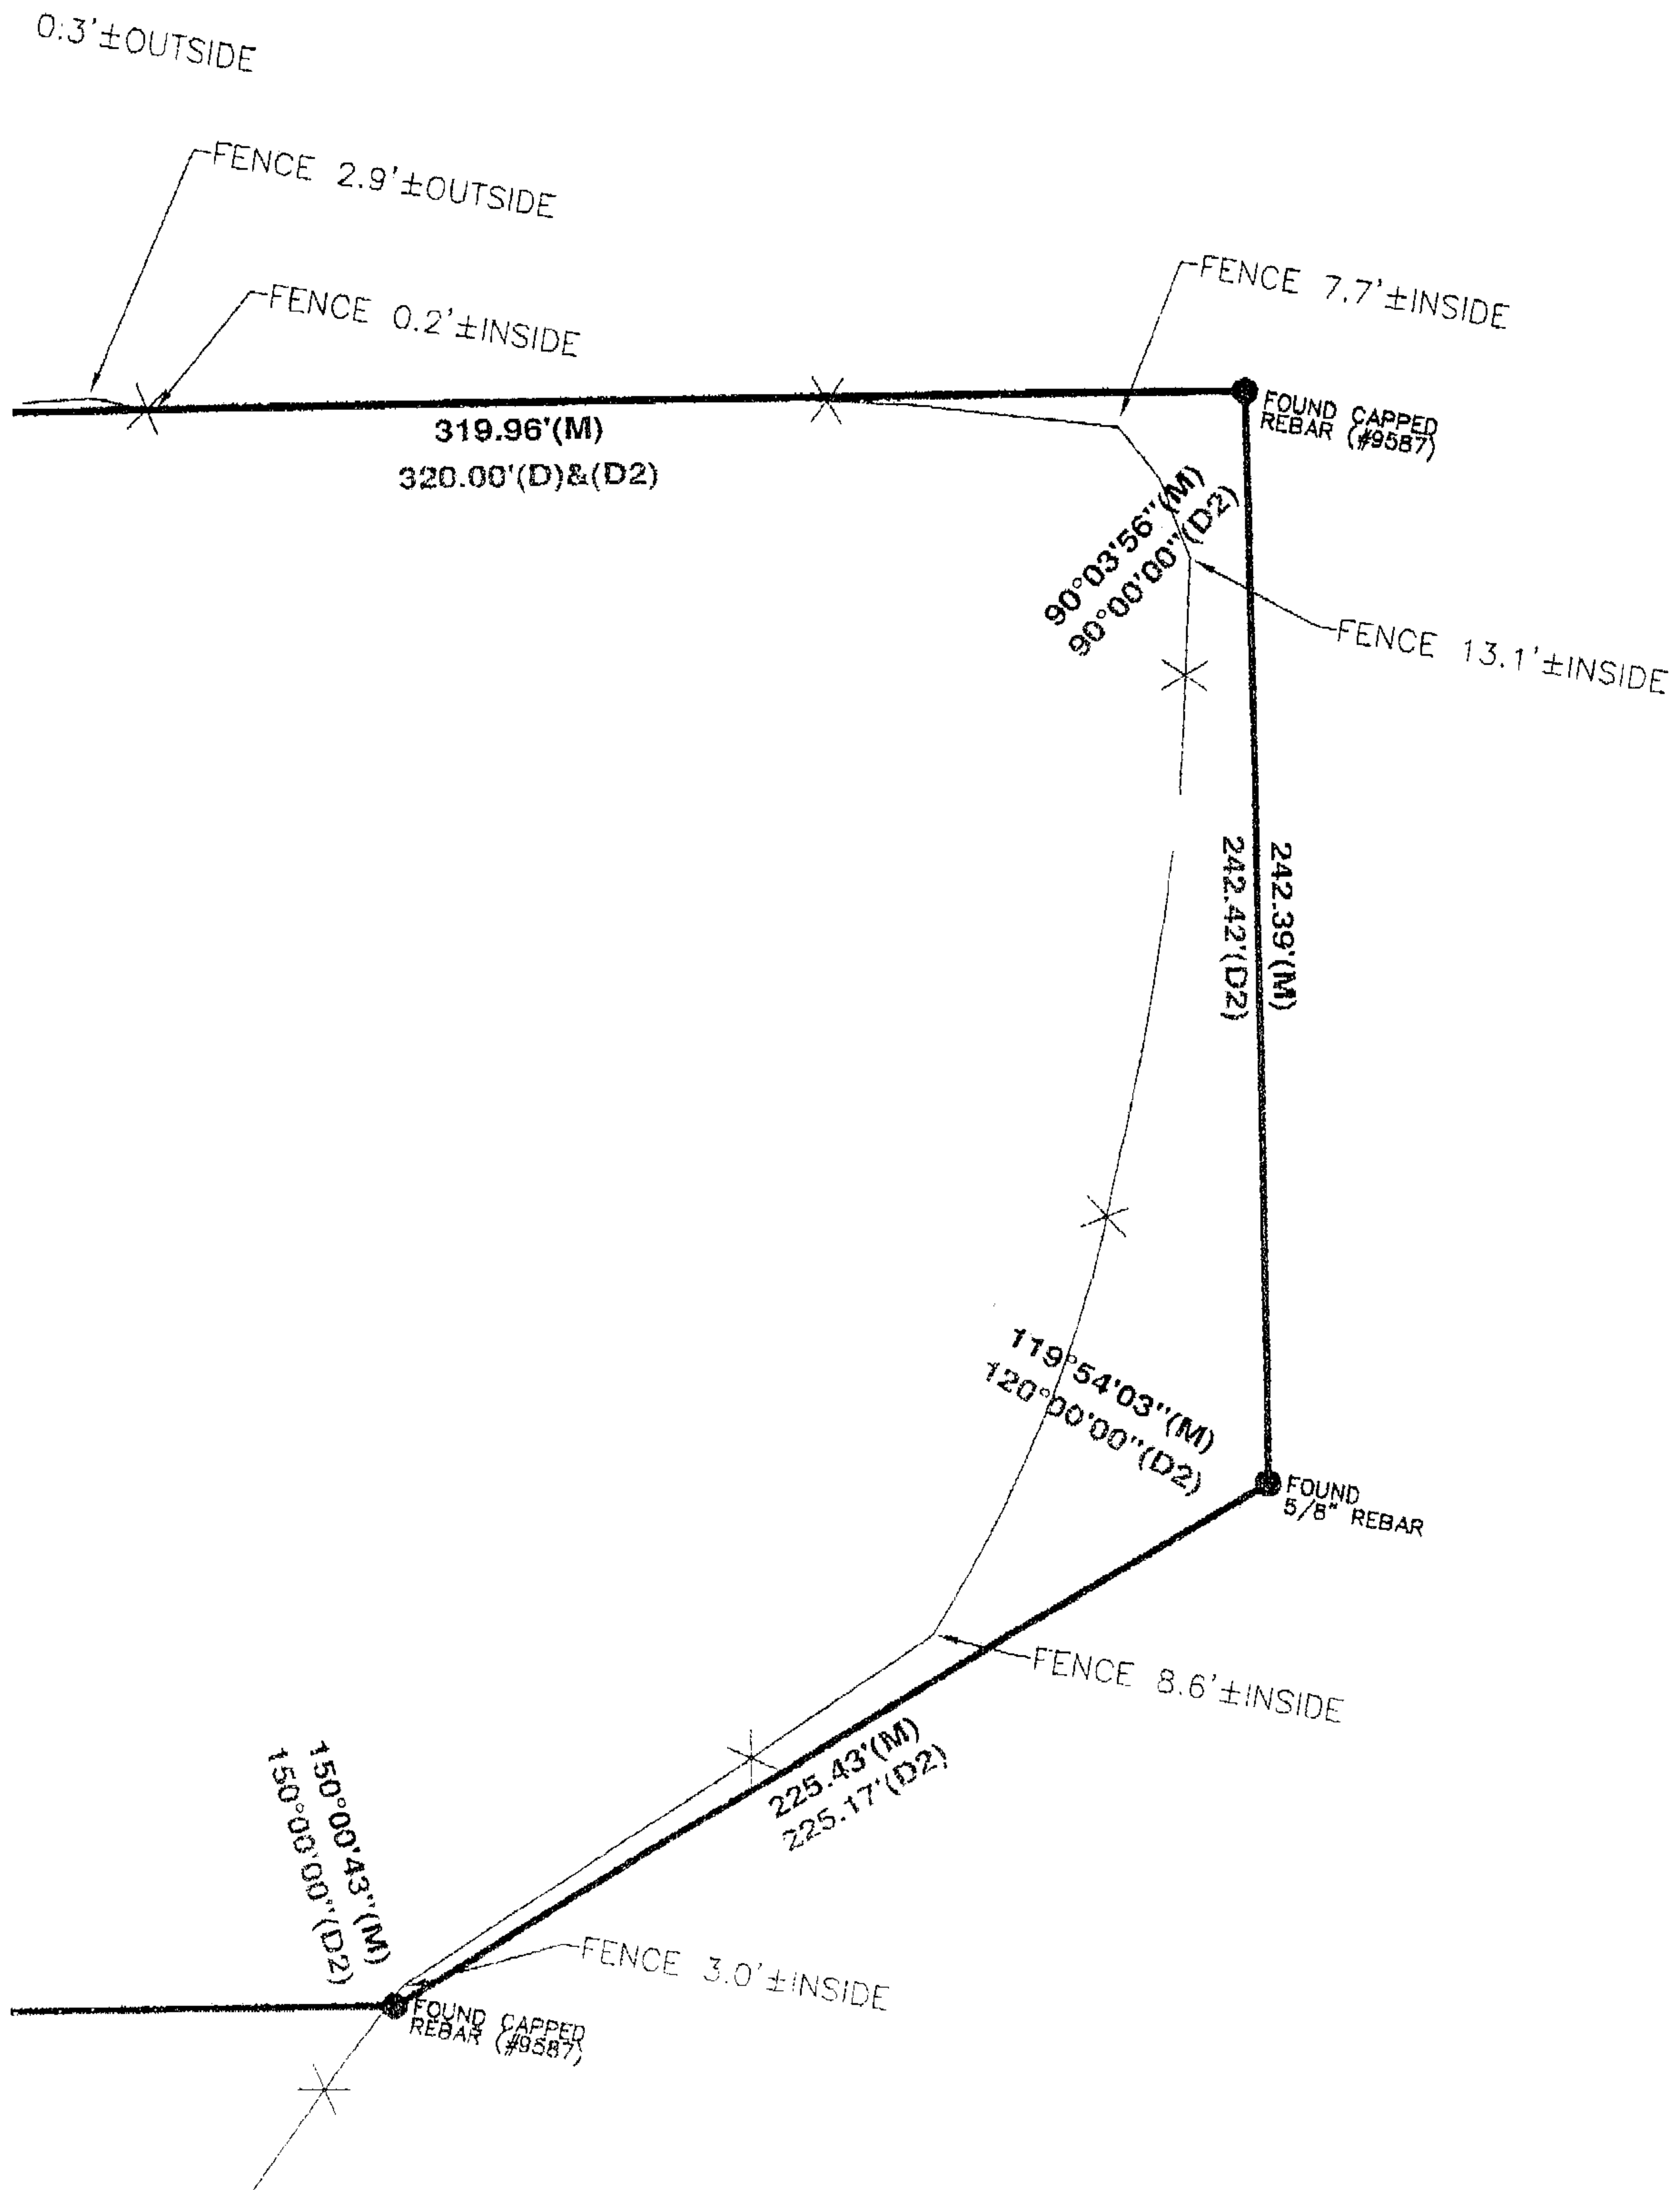 0.3'±OUTSIDE
FENCE 2.9'±OUTSIDE
FENCE 7.7'±INSIDE
FENCE 0.2'±INSIDE
FOUND CAPPED
REBAR (#9587)
319.96'(M)
320.00'(D)&(D2)
90°03'56"(M)
90°00'00"(D2)
FENCE 13.1'±INSIDE
242.39'(M)
242.42'(D2)
119°54'03"(M)
120°00'00"(D2)
FOUND
5/8" REBAR
FENCE 8.6'±INSIDE
225.43'(M)
225.17'(D2)
150°00'43"(M)
150°00'00"(D2)
FENCE 3.0'±INSIDE
FOUND CAPPED
REBAR (#9587)